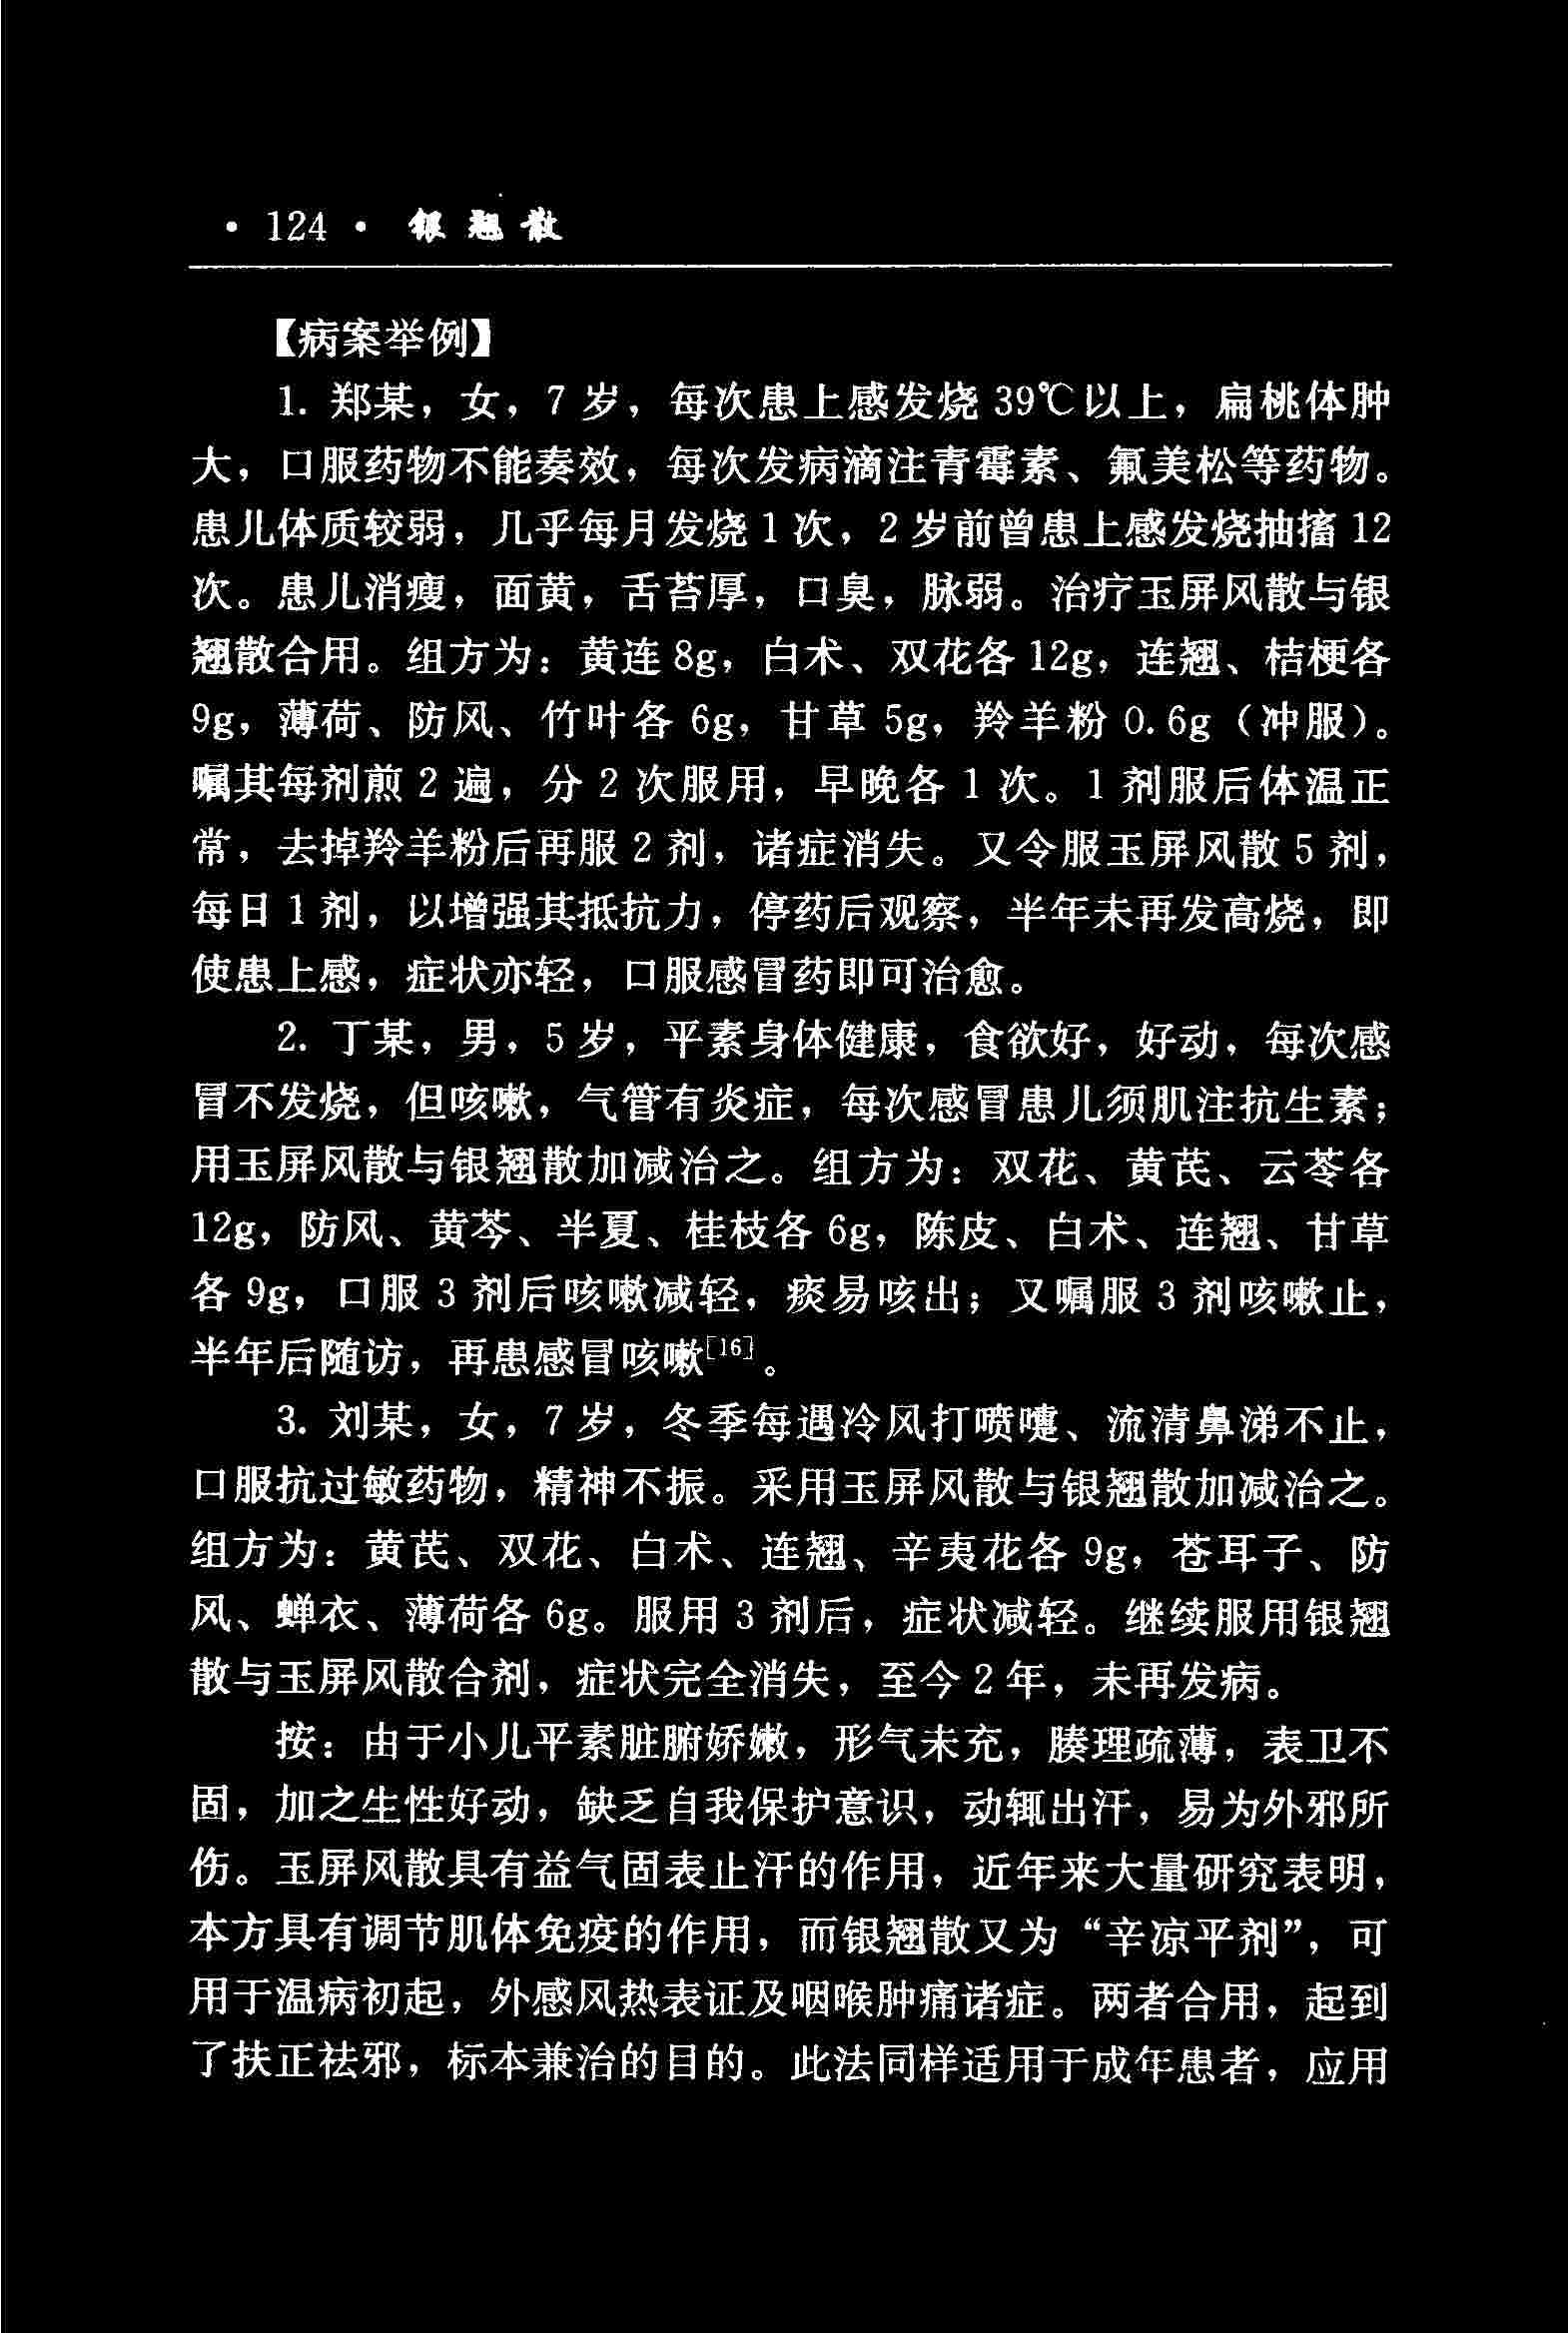 · 124 · 银翘散
【病案举例】
1. 郑某，女，7 岁，每次患上感发烧 39℃以上，扁桃体肿
大，口服药物不能奏效，每次发病滴注青霉素、氟美松等药物。
患儿体质较弱，几乎每月发烧 1 次，2 岁前曾患上感发烧抽搐 12
次。患儿消瘦，面黄，舌苔厚，口臭，脉弱。治疗玉屏风散与银
翘散合用。组方为：黄连 8g，白术、双花各 12g，连翘、桔梗各
9g，薄荷、防风、竹叶各 6g，甘草 5g，羚羊粉 0.6g（冲服）。
嘱其每剂煎 2 遍，分 2 次服用，早晚各 1 次。1 剂服后体温正
常，去掉羚羊粉后再服 2 剂，诸症消失。又令服玉屏风散 5 剂，
每日 1 剂，以增强其抵抗力，停药后观察，半年未再发高烧，即
使患上感，症状亦轻，口服感冒药即可治愈。
2. 丁某，男，5 岁，平素身体健康，食欲好，好动，每次感
冒不发烧，但咳嗽，气管有炎症，每次感冒患儿须肌注抗生素；
用玉屏风散与银翘散加减治之。组方为：双花、黄芪、云苓各
12g，防风、黄芩、半夏、桂枝各 6g，陈皮、白术、连翘、甘草
各 9g，口服 3 剂后咳嗽减轻，痰易咳出；又嘱服 3 剂咳嗽止，
半年后随访，再患感冒咳嗽[16]。
3. 刘某，女，7 岁，冬季每遇冷风打喷嚏、流清鼻涕不止，
口服抗过敏药物，精神不振。采用玉屏风散与银翘散加减治之。
组方为：黄芪、双花、白术、连翘、辛夷花各 9g，苍耳子、防
风、蝉衣、薄荷各 6g。服用 3 剂后，症状减轻。继续服用银翘
散与玉屏风散合剂，症状完全消失，至今 2 年，未再发病。
按：由于小儿平素脏腑娇嫩，形气未充，腠理疏薄，表卫不
固，加之生性好动，缺乏自我保护意识，动辄出汗，易为外邪所
伤。玉屏风散具有益气固表止汗的作用，近年来大量研究表明，
本方具有调节肌体免疫的作用，而银翘散又为“辛凉平剂”，可
用于温病初起，外感风热表证及咽喉肿痛诸症。两者合用，起到
了扶正祛邪，标本兼治的目的。此法同样适用于成年患者，应用